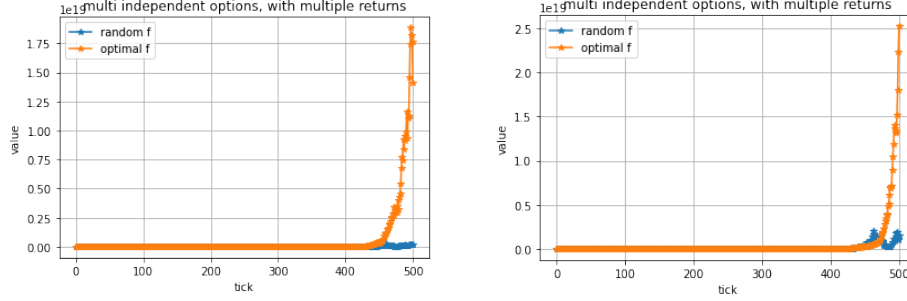 multi independent options, with multiple returns
1e19
random f
optimal f
1.75
1.50
1.25
1.00
0.75
0.50
0.25
0.00
value
0 100 200 300 400 500
tick
multi independent options, with multiple returns
1e19
random f
optimal f
2.5
2.0
1.5
1.0
0.5
0.0
value
0 100 200 300 400 500
tick